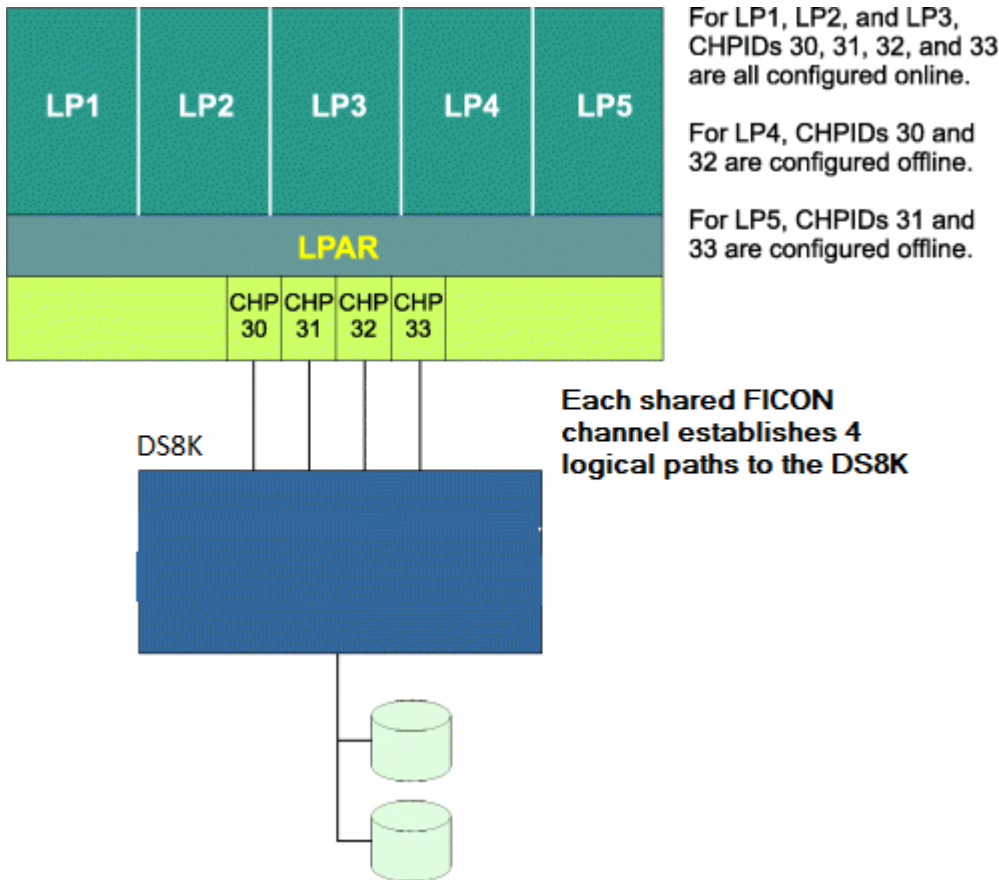 For LP1, LP2, and LP3,
CHPIDs 30, 31, 32, and 33
are all configured online.
For LP4, CHPIDs 30 and
32 are configured offline.
For LP5, CHPIDs 31 and
33 are configured offline.
LP1 LP2 LP3 LP4 LP5
LPAR
CHP CHP CHP CHP
30 31 32 33
Each shared FICON
channel establishes 4
logical paths to the DS8K
DS8K